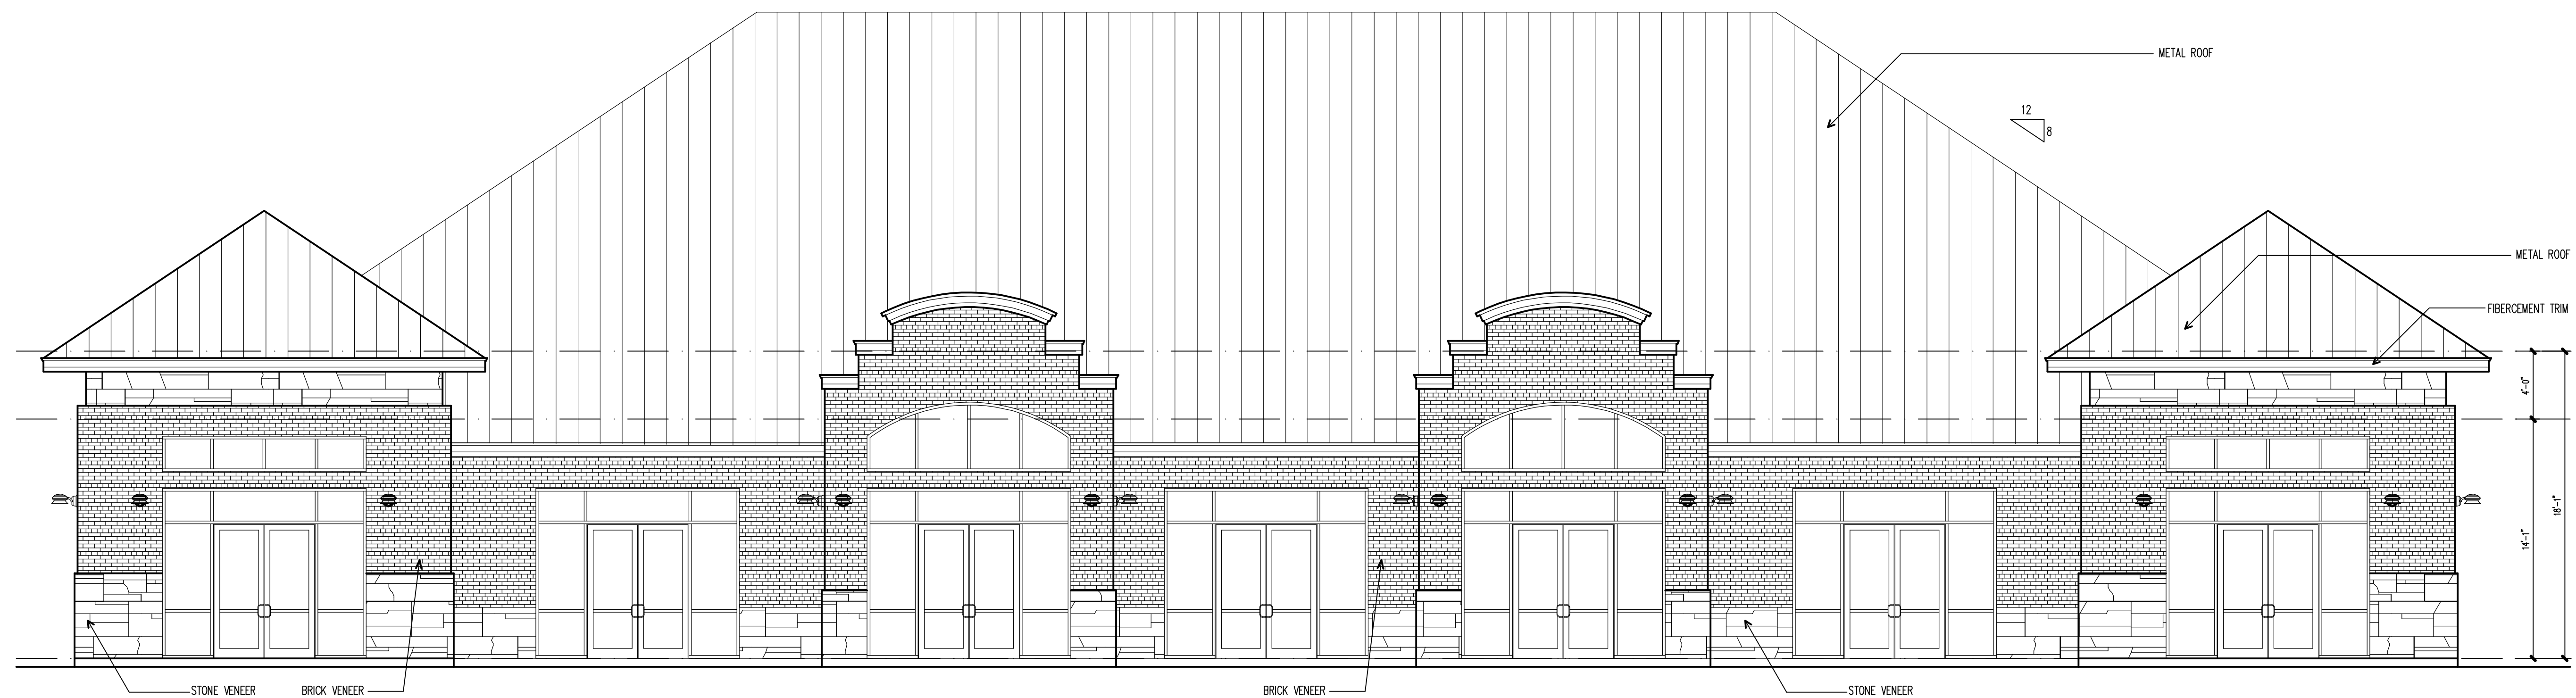 METAL ROOF
12
8
METAL ROOF
FIBERCEMENT TRIM
4'-0"
18'-1"
14'-1"
STONE VENEER
BRICK VENEER
BRICK VENEER
STONE VENEER